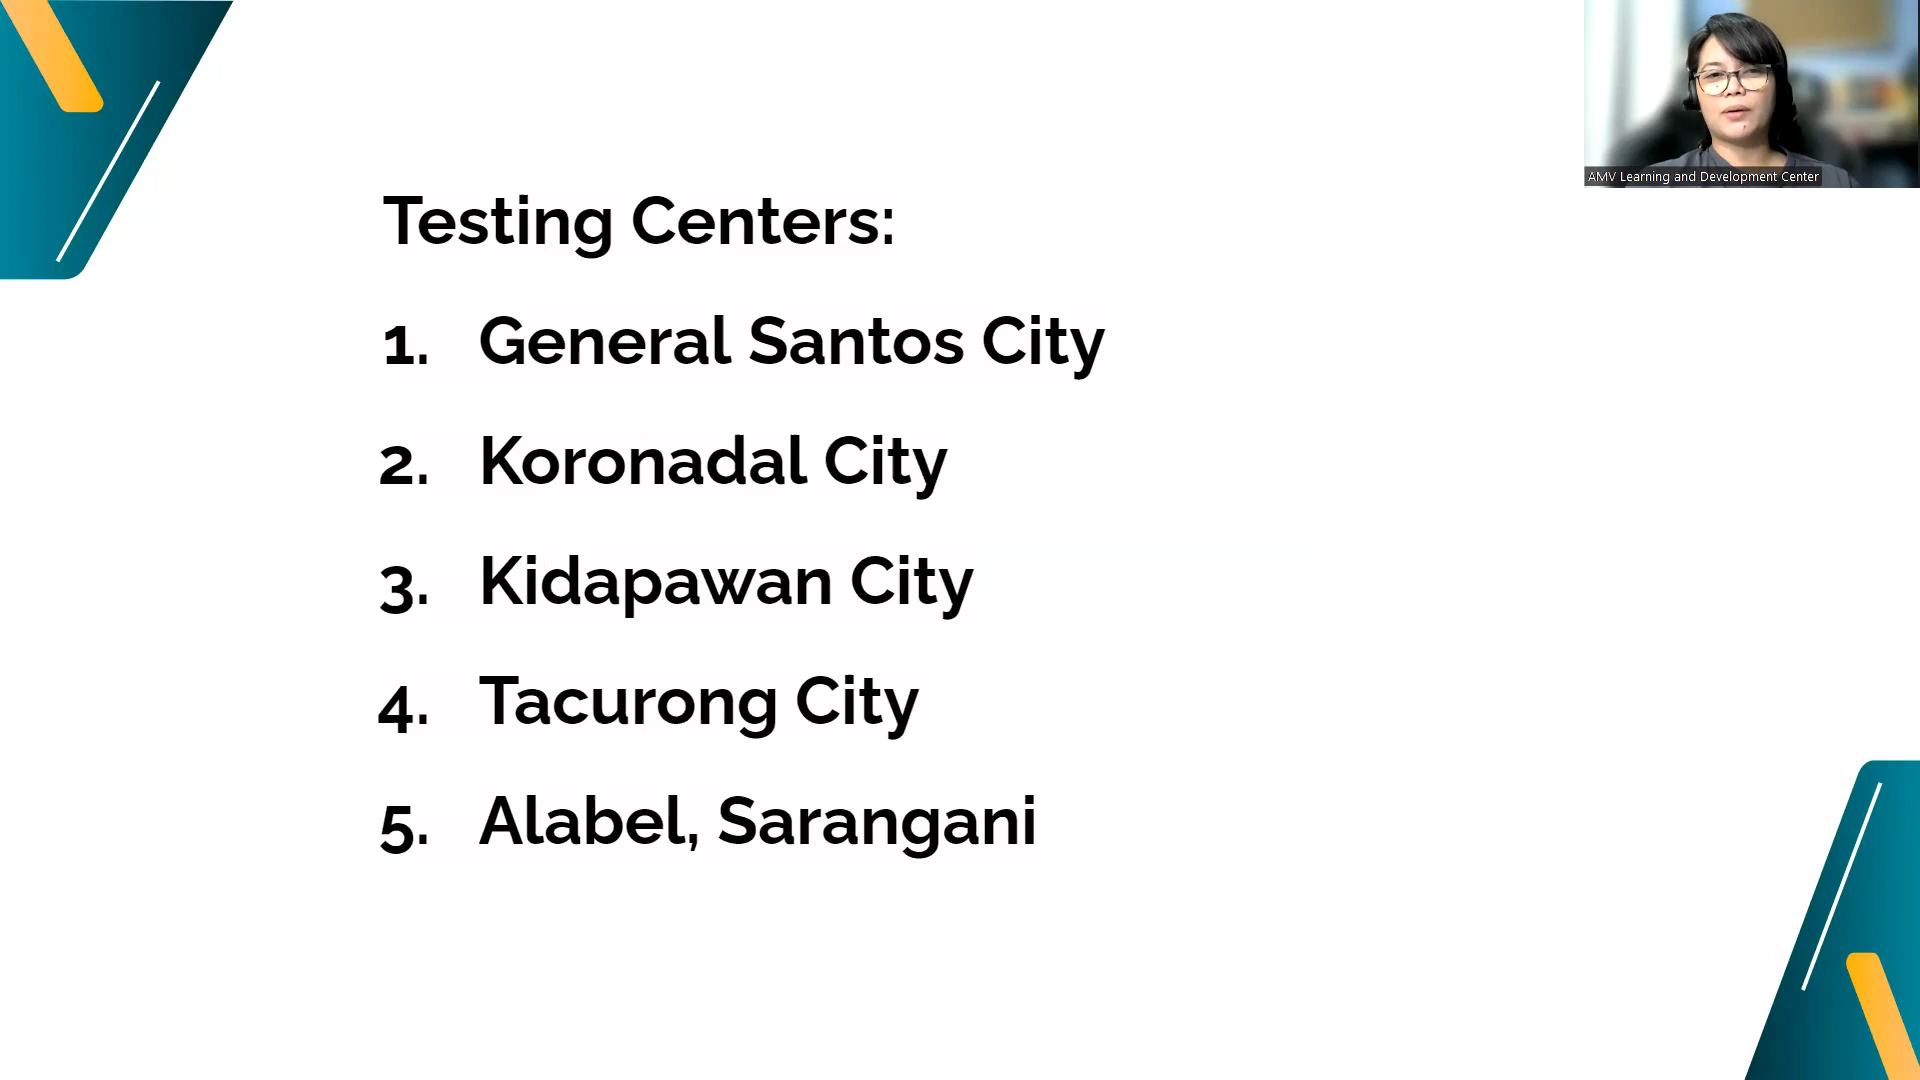 AMV Learning and Development Center
Testing Centers:
1. General Santos City
2. Koronadal City
3. Kidapawan City
4. Tacurong City
5. Alabel, Sarangani